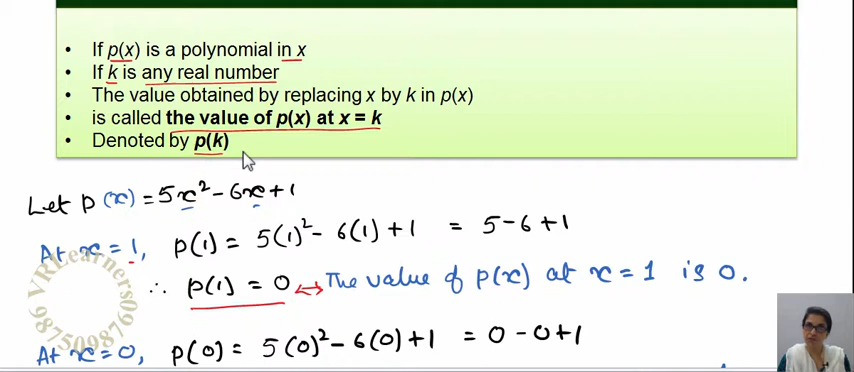 • If p(x) is a polynomial in x
• If k is any real number
• The value obtained by replacing x by k in p(x)
• is called the value of p(x) at x = k
• Denoted by p(k)
Let p(x) = 5x² - 6x + 1
At x = 1, p(1) = 5(1)² - 6(1) + 1 = 5 - 6 + 1
∴ p(1) = 0 ↔ The value of p(x) at x = 1 is 0.
At x = 0, p(0) = 5(0)² - 6(0) + 1 = 0 - 0 + 1
VRLearners
9875098760